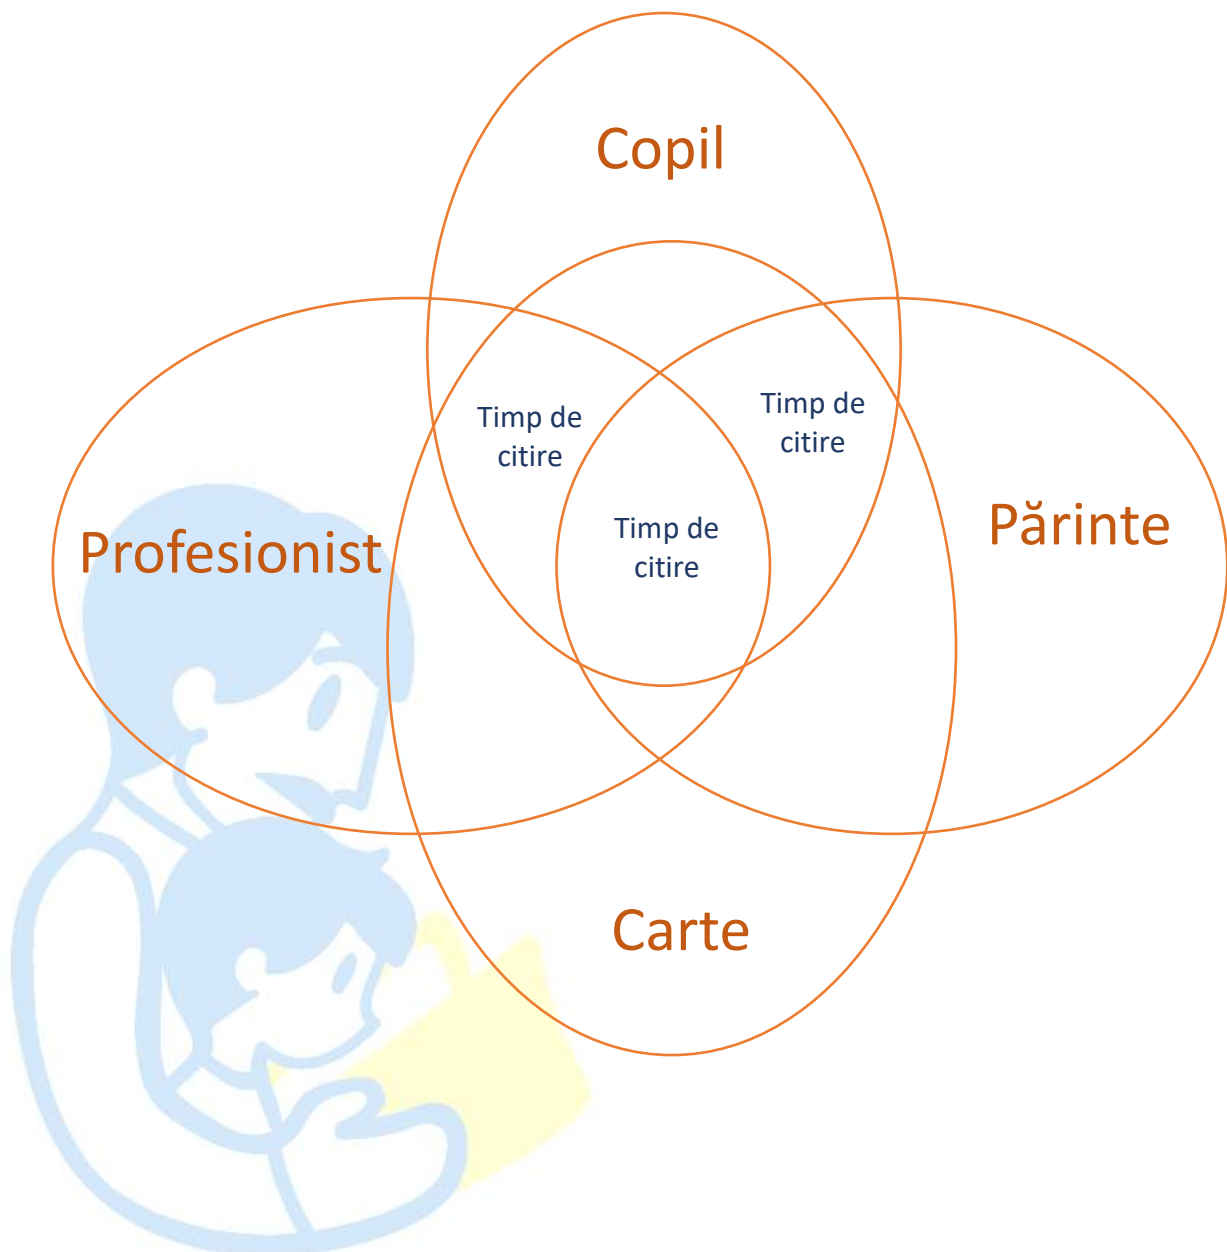 Copil
Timp de
citire
Timp de
citire
Profesionist
Timp de
citire
Părinte
Carte